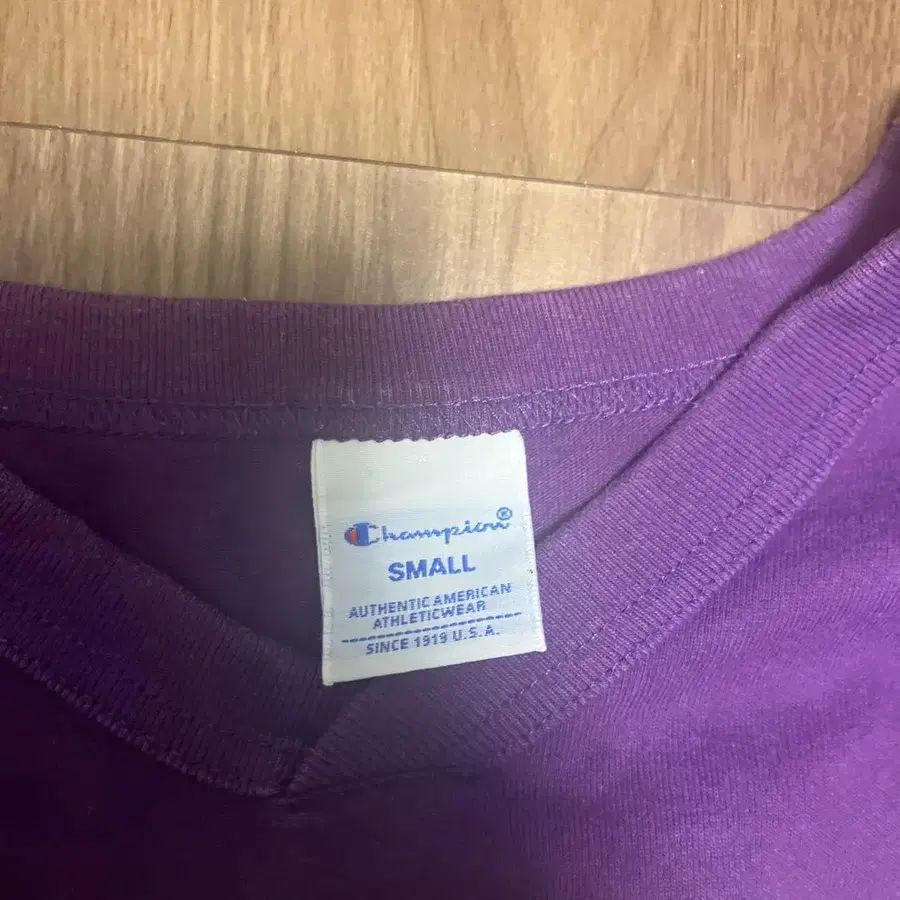 Champion®
SMALL
AUTHENTIC AMERICAN
ATHLETICWEAR
SINCE 1919 U.S.A.